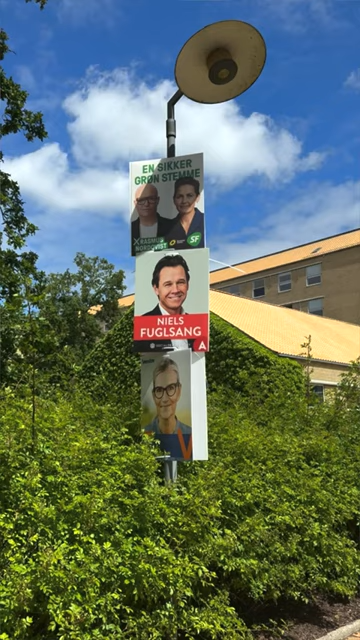 EN SIKKER
GRØN STEMME
RASMUS
NORDQVIST
SF
NIELS
FUGLSANG
A
V